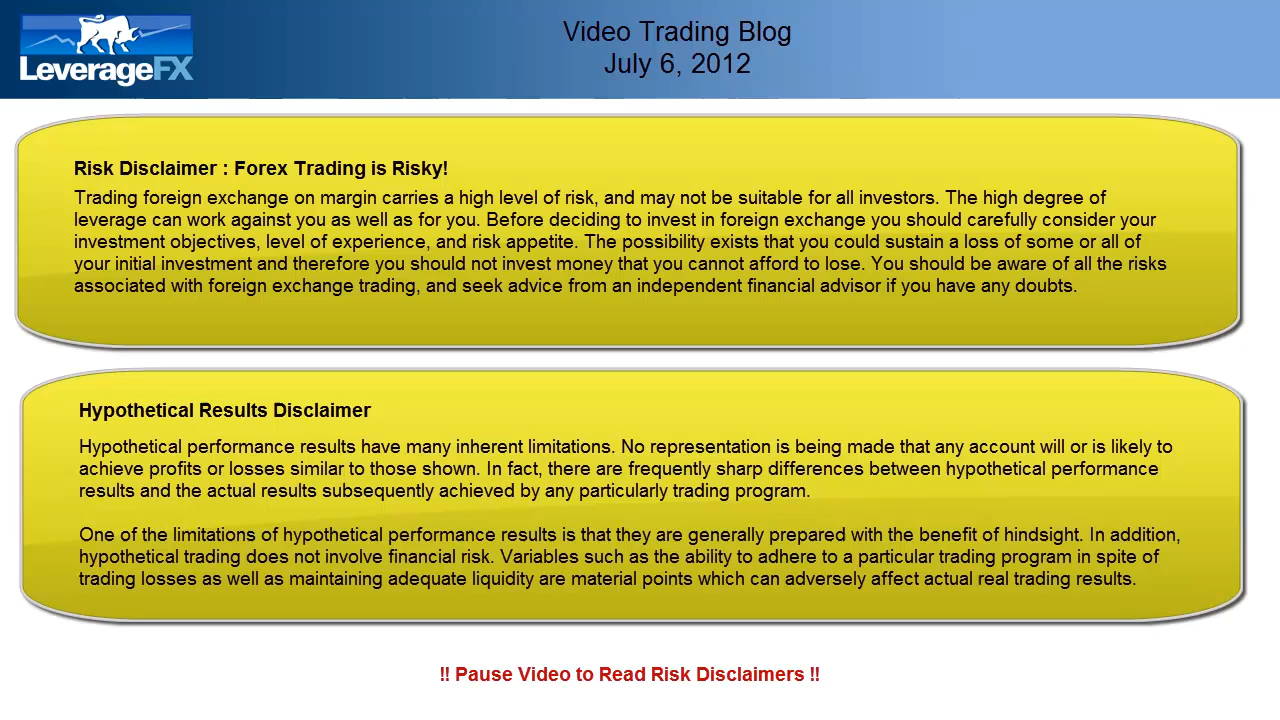 LeverageFX
Video Trading Blog
July 6, 2012
Risk Disclaimer : Forex Trading is Risky!
Trading foreign exchange on margin carries a high level of risk, and may not be suitable for all investors. The high degree of
leverage can work against you as well as for you. Before deciding to invest in foreign exchange you should carefully consider your
investment objectives, level of experience, and risk appetite. The possibility exists that you could sustain a loss of some or all of
your initial investment and therefore you should not invest money that you cannot afford to lose. You should be aware of all the risks
associated with foreign exchange trading, and seek advice from an independent financial advisor if you have any doubts.
Hypothetical Results Disclaimer
Hypothetical performance results have many inherent limitations. No representation is being made that any account will or is likely to
achieve profits or losses similar to those shown. In fact, there are frequently sharp differences between hypothetical performance
results and the actual results subsequently achieved by any particularly trading program.
One of the limitations of hypothetical performance results is that they are generally prepared with the benefit of hindsight. In addition,
hypothetical trading does not involve financial risk. Variables such as the ability to adhere to a particular trading program in spite of
trading losses as well as maintaining adequate liquidity are material points which can adversely affect actual real trading results.
!! Pause Video to Read Risk Disclaimers !!